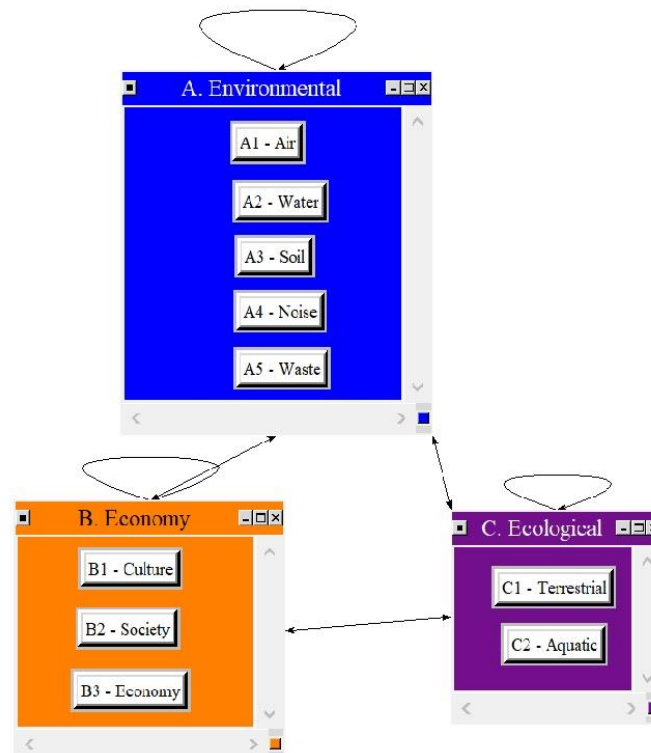 A. Environmental
A1 - Air
A2 - Water
A3 - Soil
A4 - Noise
A5 - Waste
B. Economy
B1 - Culture
B2 - Society
B3 - Economy
C. Ecological
C1 - Terrestrial
C2 - Aquatic